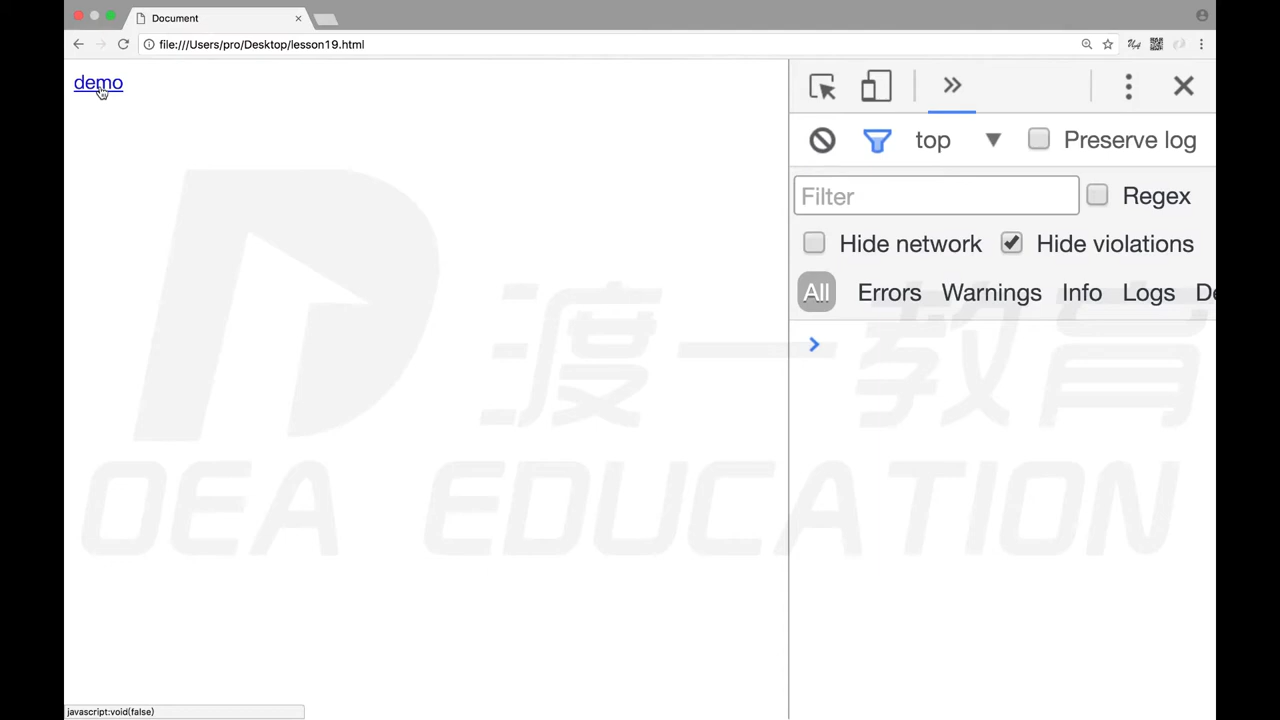 Document
file:///Users/pro/Desktop/lesson19.html
demo
top
Preserve log
Filter
Regex
Hide network
Hide violations
All Errors Warnings Info Logs
渡一教育
OEA EDUCATION
javascript:void(false)